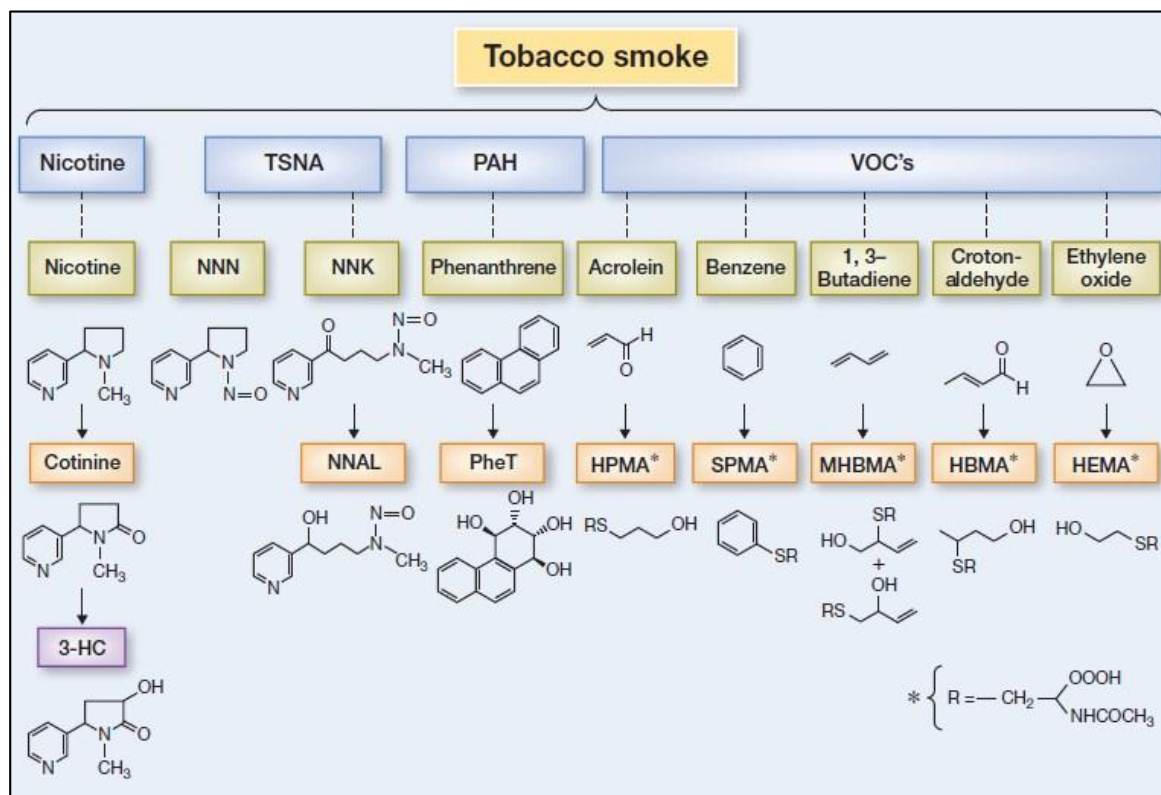 Tobacco smoke
Nicotine
TSNA
PAH
VOC's
Nicotine
NNN
NNK
Phenanthrene
Acrolein
Benzene
1, 3–
Butadiene
Croton-
aldehyde
Ethylene
oxide
N
N
CH₃
N
N
N=O
O
N
N=O
N
CH₃
H
O
O
H
O
Cotinine
NNAL
PheT
HPMA*
SPMA*
MHBMA*
HBMA*
HEMA*
N
N
O
CH₃
OH
N
N=O
N
CH₃
OH
HO
OH
OH
RS
OH
SR
SR
HO
+
OH
RS
OH
SR
HO
SR
3-HC
OH
N
N
O
CH₃
* { R = — CH₂
OOOH
NHCOCH₃